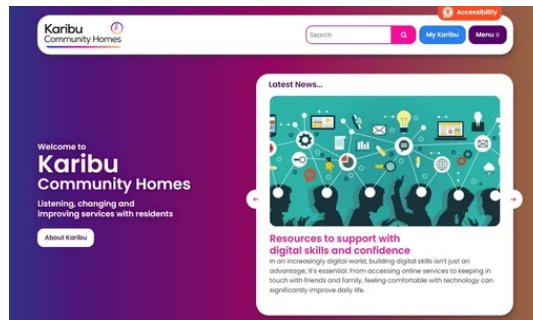 Accessibility
Karibu
Community Homes
Search
My Karibu
Menu
Latest News...
Welcome to
Karibu
Community Homes
Listening, changing and
improving services with residents
About Karibu
Resources to support with
digital skills and confidence
In an increasingly digital world, building digital skills isn't just an
advantage; it's essential. From accessing online services to keeping in
touch with friends and family, feeling comfortable with technology can
significantly improve daily life.